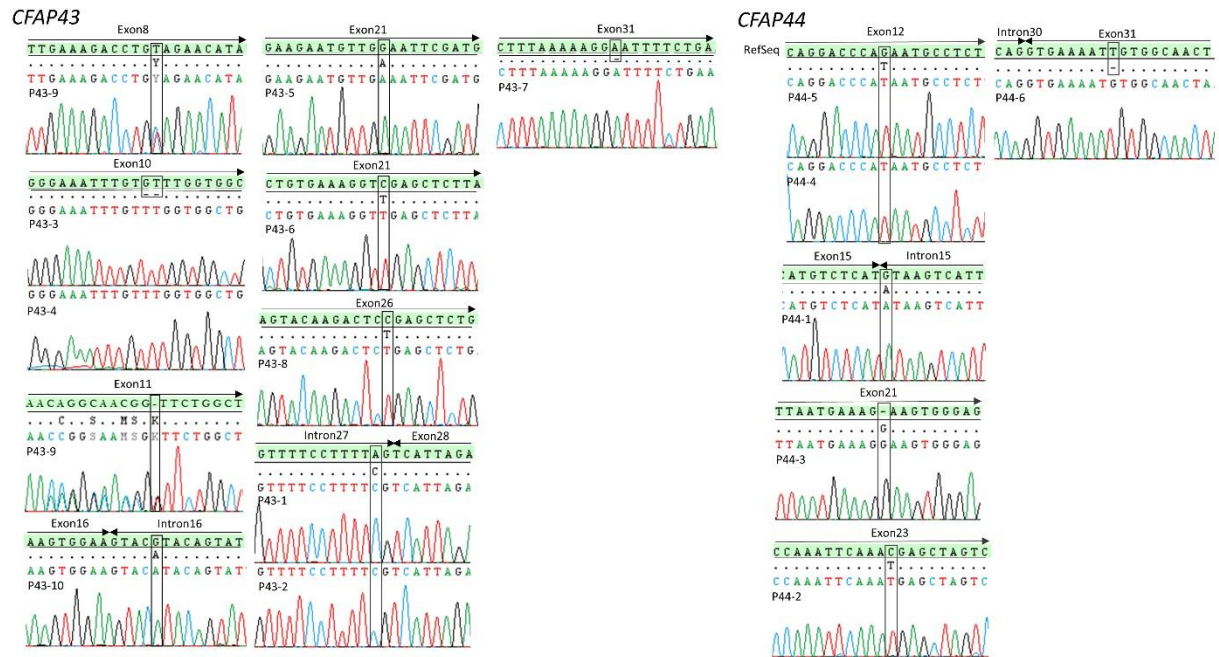 CFAP43
Exon8
TTGAAAGACCTGTAGAACATA
Y
TTGAAAGACCTGYAGAACATA
P43-9
Exon10
GGGAAATTTGTGTTTGGTGGC
- -
GGGAAATTTGTTTGGTGGCTG
P43-3
GGGAAATTTGTTTGGTGGCTG
P43-4
Exon11
AACAGGCAACGG-TTCTGGCT
. . . C . . S . . . M S . K
AACCGGSAAMSGKTTCTGGCT
P43-9
Exon16 Intron16
AAGTGGAAGTACGTACAGTAT
A
AAGTGGAAGTACATACAGTAT
P43-10
Exon21
GAAGAATGTTGGAATTCGATG
A
GAAGAATGTTGAAATTCGATG
P43-5
Exon21
CTGTGAAAGGTCGAGCTCTTA
T
CTGTGAAAGGTTGAGCTCTTA
P43-6
Exon26
AGTACAAGACTCCGAGCTCTG
T
AGTACAAGACTCTGAGCTCTG
P43-8
Intron27 Exon28
GTTTTCCTTTTAGTCATTAGA
C
GTTTTCCTTTTCGTCATTAGA
P43-1
GTTTTCCTTTTCGTCATTAGA
P43-2
Exon31
CTTTAAAAAGGAATTTTCTGA
-
CTTTAAAAAGGATTTTCTGAA
P43-7
CFAP44
Exon12
RefSeq CAGGACCCAGAATGCCTCT
T
CAGGACCCATAATGCCTCT
P44-5
CAGGACCCATAATGCCTCT
P44-4
Exon15 Intron15
CATGTCTCATGTAAGTCATT
A
CATGTCTCATATAAGTCATT
P44-1
Exon21
TTAATGAAAG-AAGTGGGAG
G
TTAATGAAAGGAAGTGGGAG
P44-3
Exon23
CCAAATTCAAACGAGCTAGTC
T
CCAAATTCAAATGAGCTAGTC
P44-2
Intron30 Exon31
CAGGTGAAAATTGTGGCAACT
-
CAGGTGAAAATGTGGCAACTA
P44-6